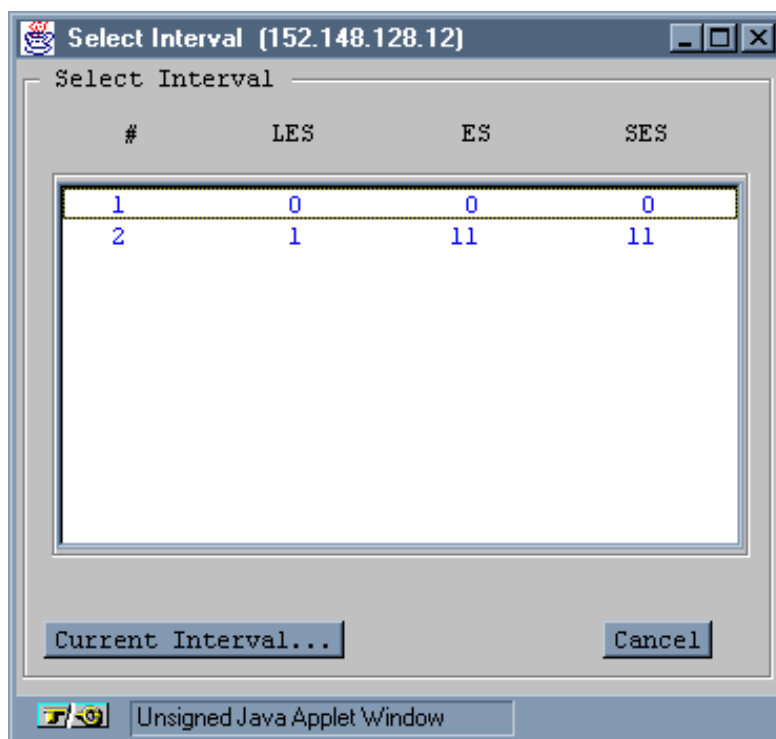 Select Interval (152.148.128.12)
Select Interval
# LES ES SES
1 0 0 0
2 1 11 11
Current Interval... Cancel
Unsigned Java Applet Window